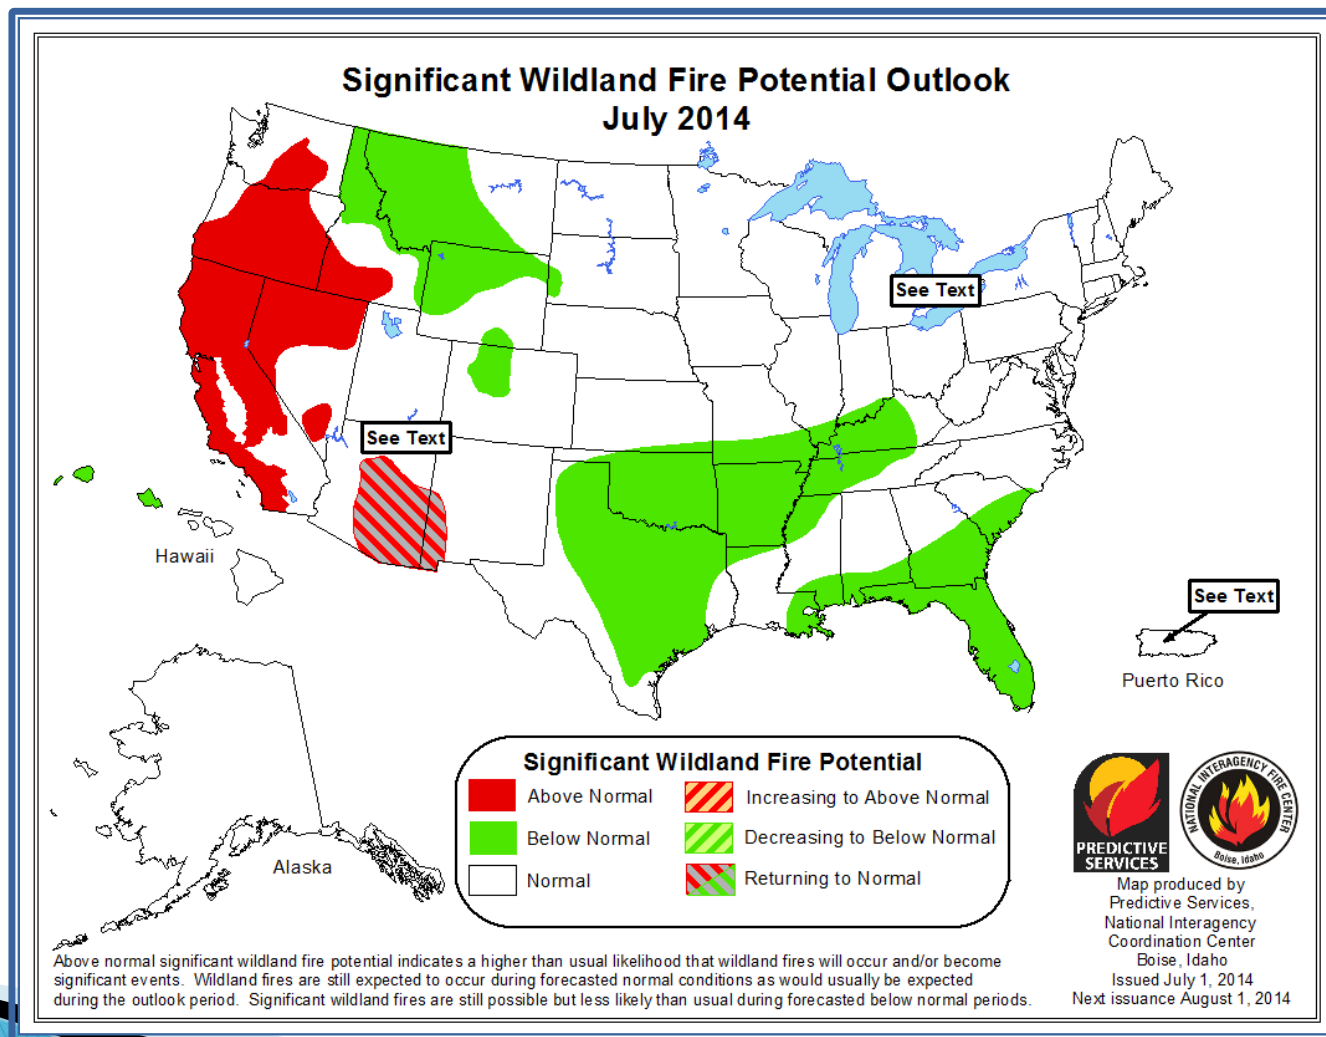 Significant Wildland Fire Potential Outlook
July 2014
See Text
See Text
Hawaii
See Text
Puerto Rico
Alaska
Significant Wildland Fire Potential
Above Normal
Increasing to Above Normal
Below Normal
Decreasing to Below Normal
Normal
Returning to Normal
PREDICTIVE
SERVICES
NATIONAL INTERAGENCY FIRE CENTER
Boise, Idaho
Map produced by
Predictive Services,
National Interagency
Coordination Center
Boise, Idaho
Issued July 1, 2014
Next issuance August 1, 2014
Above normal significant wildland fire potential indicates a higher than usual likelihood that wildland fires will occur and/or become
significant events.  Wildland fires are still expected to occur during forecasted normal conditions as would usually be expected
during the outlook period.  Significant wildland fires are still possible but less likely than usual during forecasted below normal periods.